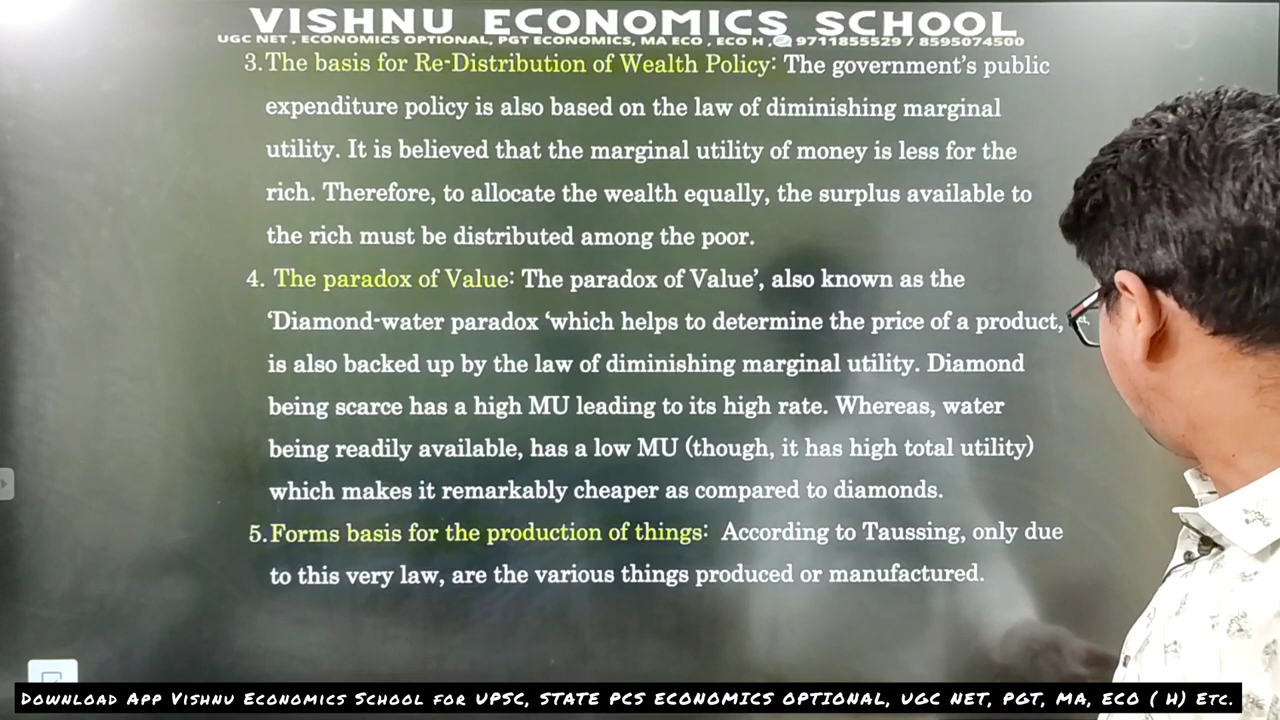 VISHNU ECONOMICS SCHOOL
UGC NET , ECONOMICS OPTIONAL, PGT ECONOMICS, MA ECO , ECO H , 9711855529 / 8595074500
3. The basis for Re-Distribution of Wealth Policy: The government's public
expenditure policy is also based on the law of diminishing marginal
utility. It is believed that the marginal utility of money is less for the
rich. Therefore, to allocate the wealth equally, the surplus available to
the rich must be distributed among the poor.
4. The paradox of Value: The paradox of Value', also known as the
'Diamond-water paradox 'which helps to determine the price of a product,
is also backed up by the law of diminishing marginal utility. Diamond
being scarce has a high MU leading to its high rate. Whereas, water
being readily available, has a low MU (though, it has high total utility)
which makes it remarkably cheaper as compared to diamonds.
5. Forms basis for the production of things: According to Taussing, only due
to this very law, are the various things produced or manufactured.
DOWNLOAD APP VISHNU ECONOMICS SCHOOL FOR UPSC, STATE PCS ECONOMICS OPTIONAL, UGC NET, PGT, MA, ECO ( H) ETC.